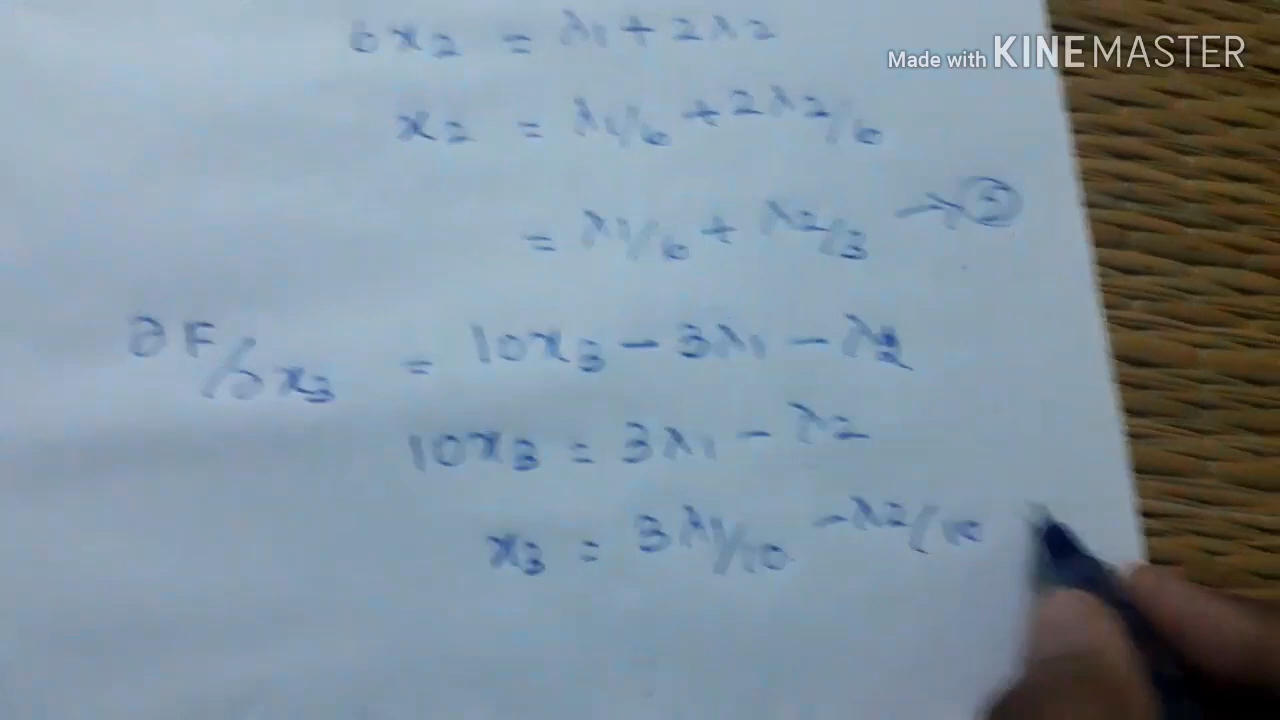 6x2 = λ1 + 2λ2
Made with KINEMASTER
x2 = λ1/6 + 2λ2/6
= λ1/6 + λ2/3 → ②
∂F/∂x3 = 10x3 - 3λ1 - λ2
10x3 = 3λ1 - λ2
x3 = 3λ1/10 - λ2/10